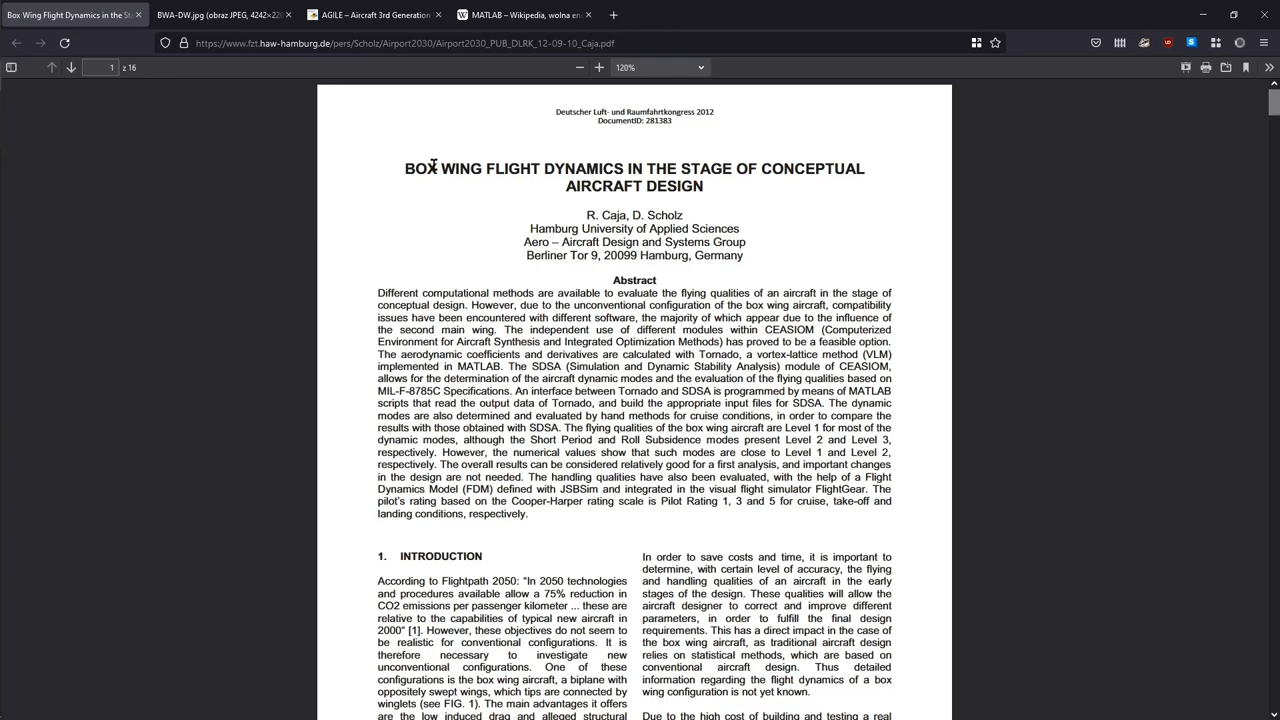 Box Wing Flight Dynamics in the St
BWA-DW.jpg (obraz JPEG, 4242×22
AGILE – Aircraft 3rd Generation
MATLAB – Wikipedia, wolna en
https://www.fzt.haw-hamburg.de/pers/Scholz/Airport2030/Airport2030_PUB_DLRK_12-09-10_Caja.pdf
1 z 16
120%
Deutscher Luft- und Raumfahrtkongress 2012
DocumentID: 281383
BOX WING FLIGHT DYNAMICS IN THE STAGE OF CONCEPTUAL
AIRCRAFT DESIGN
R. Caja, D. Scholz
Hamburg University of Applied Sciences
Aero – Aircraft Design and Systems Group
Berliner Tor 9, 20099 Hamburg, Germany
Abstract
Different computational methods are available to evaluate the flying qualities of an aircraft in the stage of
conceptual design. However, due to the unconventional configuration of the box wing aircraft, compatibility
issues have been encountered with different software, the majority of which appear due to the influence of
the second main wing. The independent use of different modules within CEASIOM (Computerized
Environment for Aircraft Synthesis and Integrated Optimization Methods) has proved to be a feasible option.
The aerodynamic coefficients and derivatives are calculated with Tornado, a vortex-lattice method (VLM)
implemented in MATLAB. The SDSA (Simulation and Dynamic Stability Analysis) module of CEASIOM,
allows for the determination of the aircraft dynamic modes and the evaluation of the flying qualities based on
MIL-F-8785C Specifications. An interface between Tornado and SDSA is programmed by means of MATLAB
scripts that read the output data of Tornado, and build the appropriate input files for SDSA. The dynamic
modes are also determined and evaluated by hand methods for cruise conditions, in order to compare the
results with those obtained with SDSA. The flying qualities of the box wing aircraft are Level 1 for most of the
dynamic modes, although the Short Period and Roll Subsidence modes present Level 2 and Level 3,
respectively. However, the numerical values show that such modes are close to Level 1 and Level 2,
respectively. The overall results can be considered relatively good for a first analysis, and important changes
in the design are not needed. The handling qualities have also been evaluated, with the help of a Flight
Dynamics Model (FDM) defined with JSBSim and integrated in the visual flight simulator FlightGear. The
pilot's rating based on the Cooper-Harper rating scale is Pilot Rating 1, 3 and 5 for cruise, take-off and
landing conditions, respectively.
1. INTRODUCTION
According to Flightpath 2050: “In 2050 technologies
and procedures available allow a 75% reduction in
CO2 emissions per passenger kilometer ... these are
relative to the capabilities of typical new aircraft in
2000“ [1]. However, these objectives do not seem to
be realistic for conventional configurations. It is
therefore necessary to investigate new
unconventional configurations. One of these
configurations is the box wing aircraft, a biplane with
oppositely swept wings, which tips are connected by
winglets (see FIG. 1). The main advantages it offers
are the low induced drag and alleged structural
In order to save costs and time, it is important to
determine, with certain level of accuracy, the flying
and handling qualities of an aircraft in the early
stages of the design. These qualities will allow the
aircraft designer to correct and improve different
parameters, in order to fulfill the final design
requirements. This has a direct impact in the case of
the box wing aircraft, as traditional aircraft design
relies on statistical methods, which are based on
conventional aircraft design. Thus detailed
information regarding the flight dynamics of a box
wing configuration is not yet known.
Due to the high cost of building and testing a real